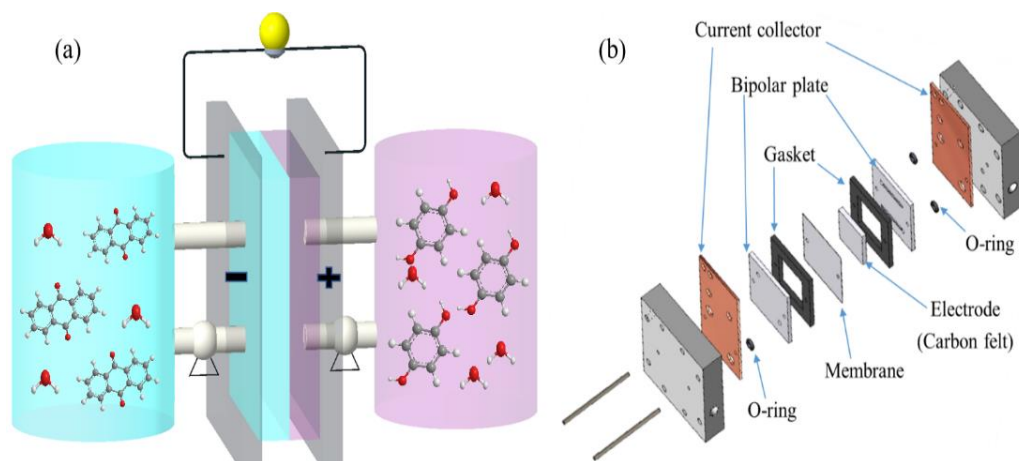 (a)
−
+
(b)
Current collector
Bipolar plate
Gasket
O-ring
Electrode
(Carbon felt)
Membrane
O-ring